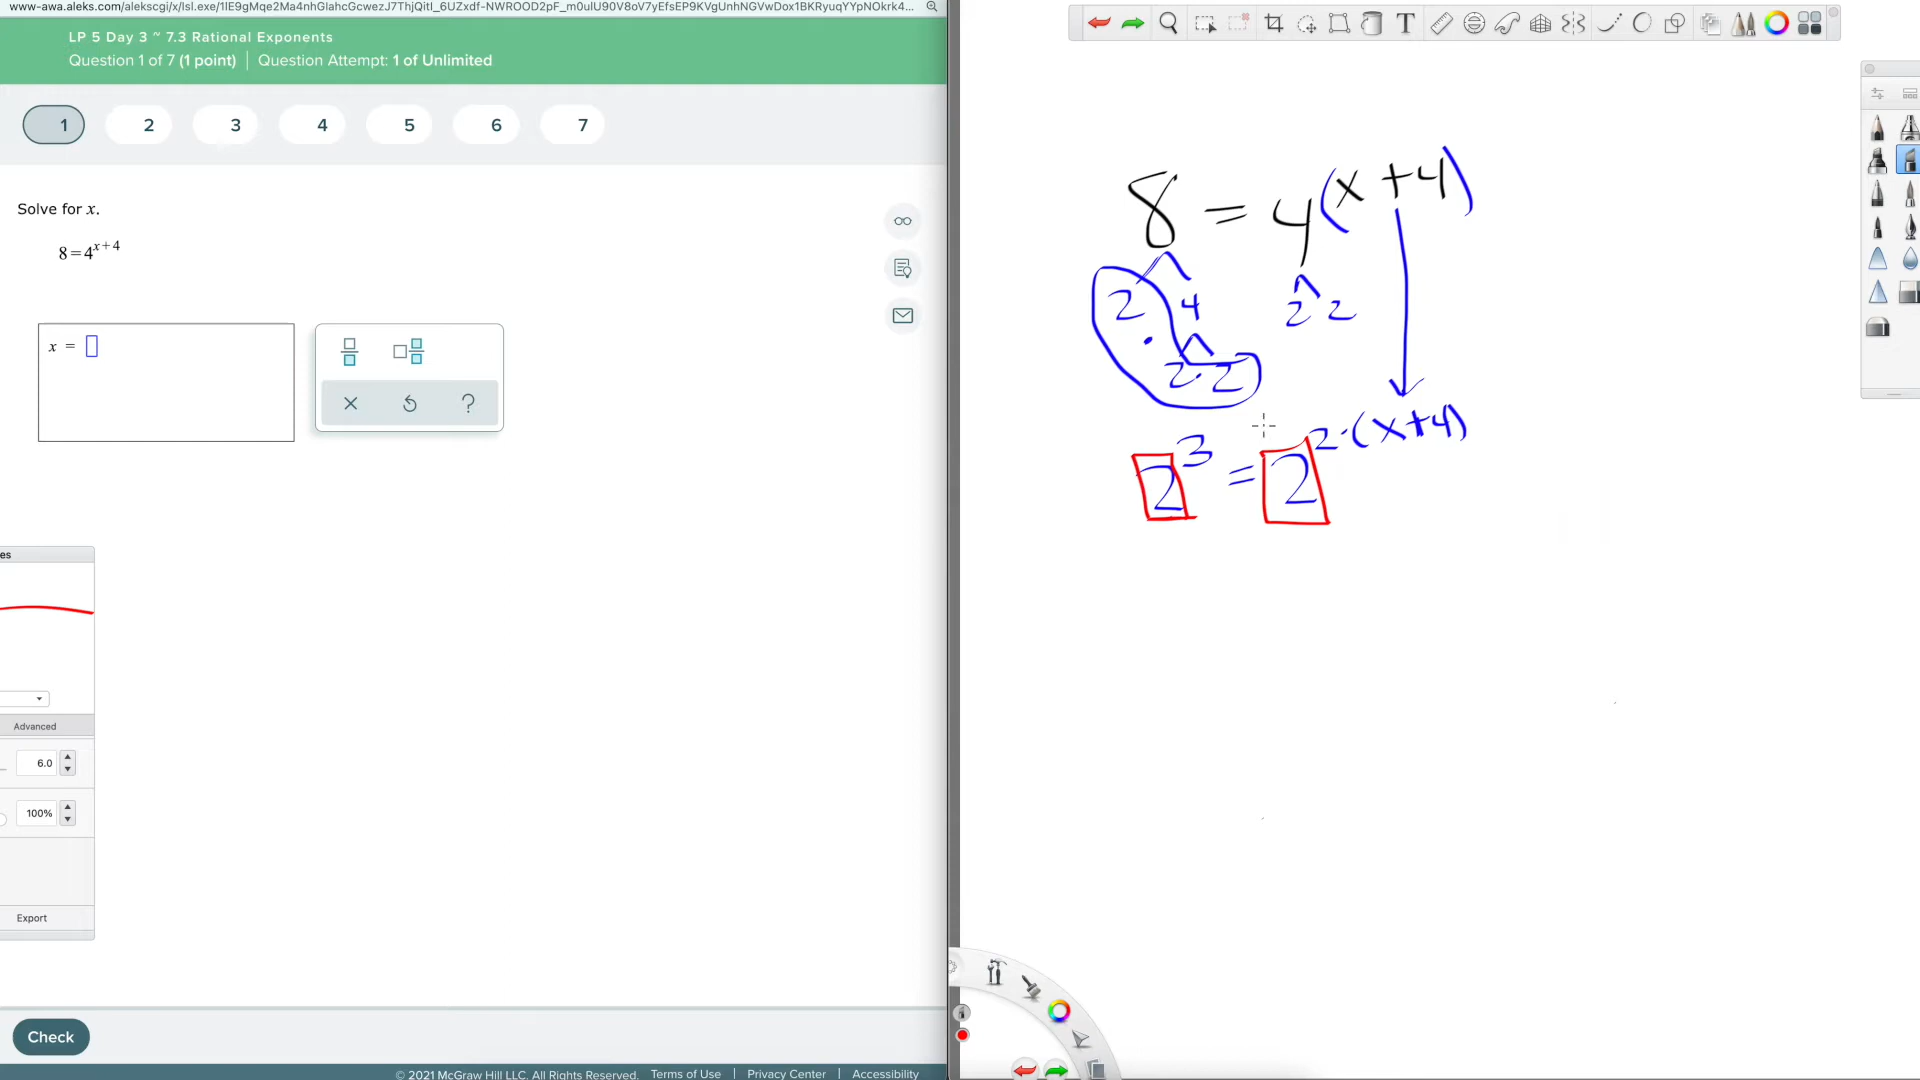 www-awa.aleks.com/alekscgi/x/Isl.exe/1lE9gMqe2Ma4nhGlahcGcwezJ7ThjQitI_6UZxdf-NWROOD2pF_m0ulU90V8oV7yEfsEP9KVgUnhNGVwDox1BKRyuqYYpNOkrk4...
LP 5 Day 3 ~ 7.3 Rational Exponents
Question 1 of 7 (1 point) | Question Attempt: 1 of Unlimited
1 2 3 4 5 6 7
Solve for x.
8=4^{x+4}
x =
?
es
Advanced
6.0
100%
Export
Check
© 2021 McGraw Hill LLC. All Rights Reserved. Terms of Use | Privacy Center | Accessibility
T
8 = 4^{(x+4)}
2 4 2 2
· 2·2
2^3 = 2^{2·(x+4)}